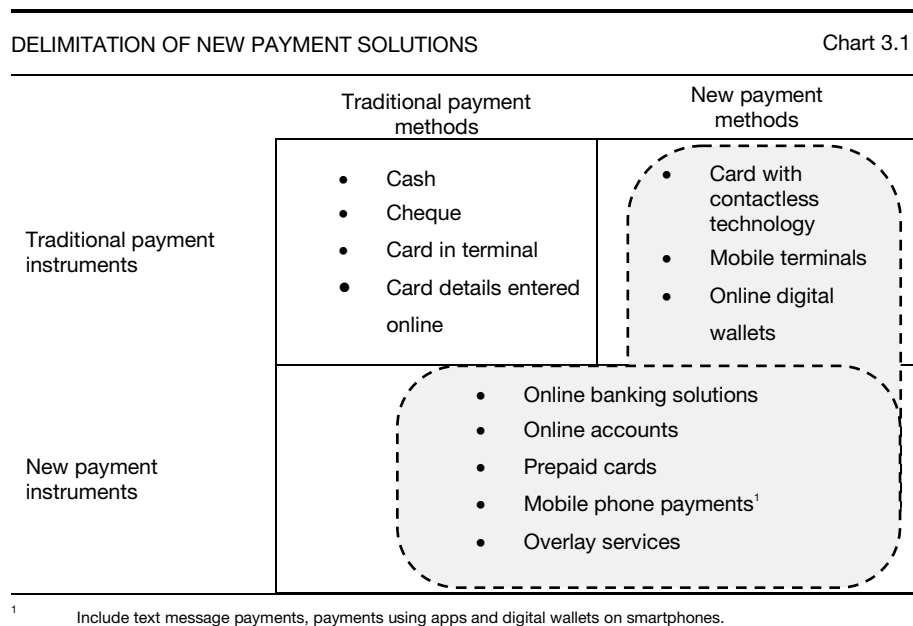 DELIMITATION OF NEW PAYMENT SOLUTIONS
Chart 3.1
Traditional payment
methods
New payment
methods
Traditional payment
instruments
• Cash
• Cheque
• Card in terminal
• Card details entered
online
• Card with
contactless
technology
• Mobile terminals
• Online digital
wallets
New payment
instruments
• Online banking solutions
• Online accounts
• Prepaid cards
• Mobile phone payments¹
• Overlay services
¹ Include text message payments, payments using apps and digital wallets on smartphones.